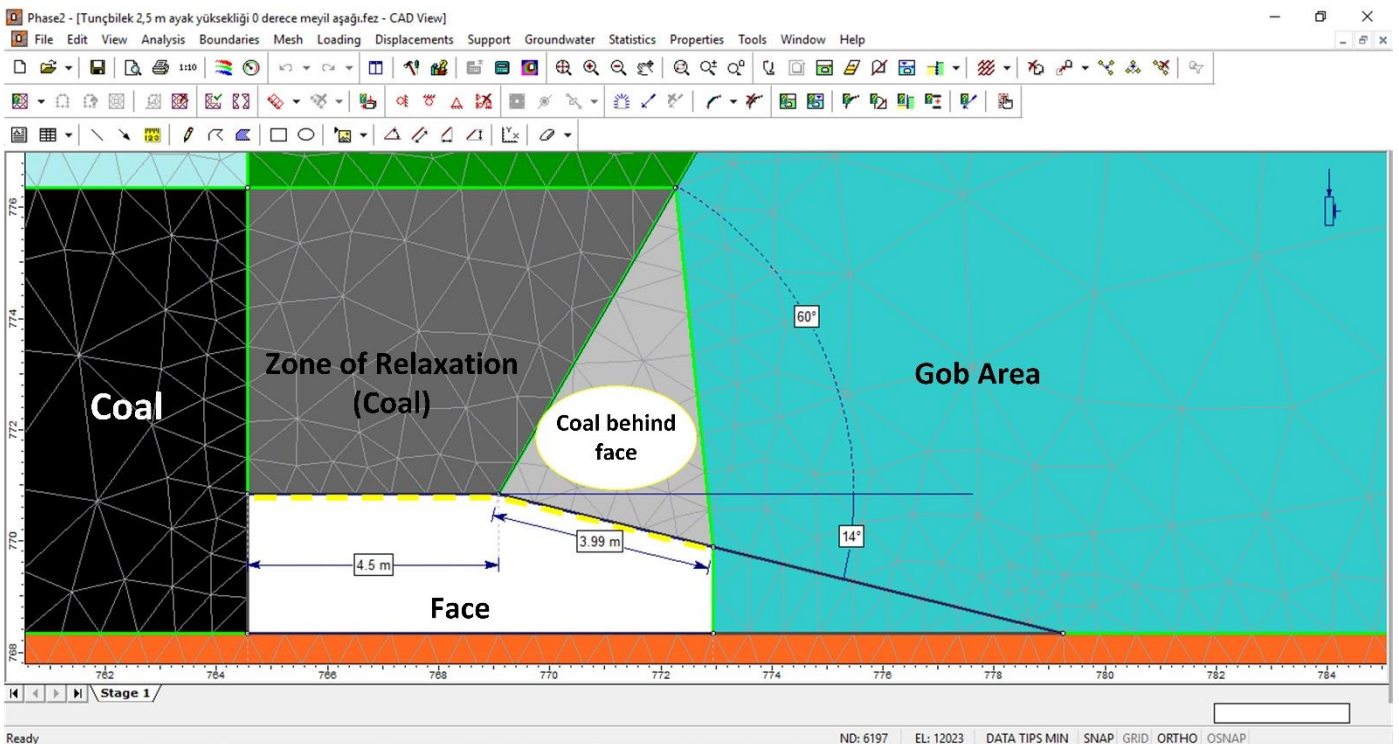 Phase2 - [Tunçbilek 2,5 m ayak yüksekliği 0 derece meyil aşağı.fez - CAD View]
File Edit View Analysis Boundaries Mesh Loading Displacements Support Groundwater Statistics Properties Tools Window Help
1:10
776
60°
774
Zone of Relaxation
(Coal)
Gob Area
Coal
772
Coal behind
face
770
3.99 m
14°
4.5 m
Face
768
762 764 766 768 770 772 774 776 778 780 782 784
Stage 1
Ready
ND: 6197 EL: 12023 DATA TIPS MIN SNAP GRID ORTHO OSNAP